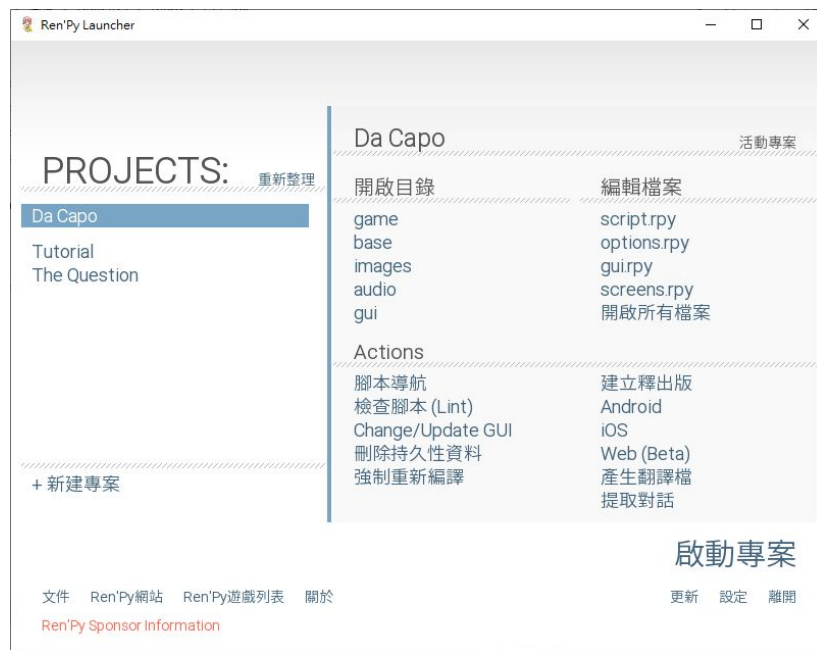 Ren'Py Launcher
PROJECTS:
重新整理
Da Capo
Tutorial
The Question
+ 新建專案
Da Capo
活動專案
開啟目錄
game
base
images
audio
gui
編輯檔案
script.rpy
options.rpy
gui.rpy
screens.rpy
開啟所有檔案
Actions
腳本導航
檢查腳本 (Lint)
Change/Update GUI
刪除持久性資料
強制重新編譯
建立釋出版
Android
iOS
Web (Beta)
產生翻譯檔
提取對話
啟動專案
文件 Ren'Py網站 Ren'Py遊戲列表 關於
更新 設定 離開
Ren'Py Sponsor Information